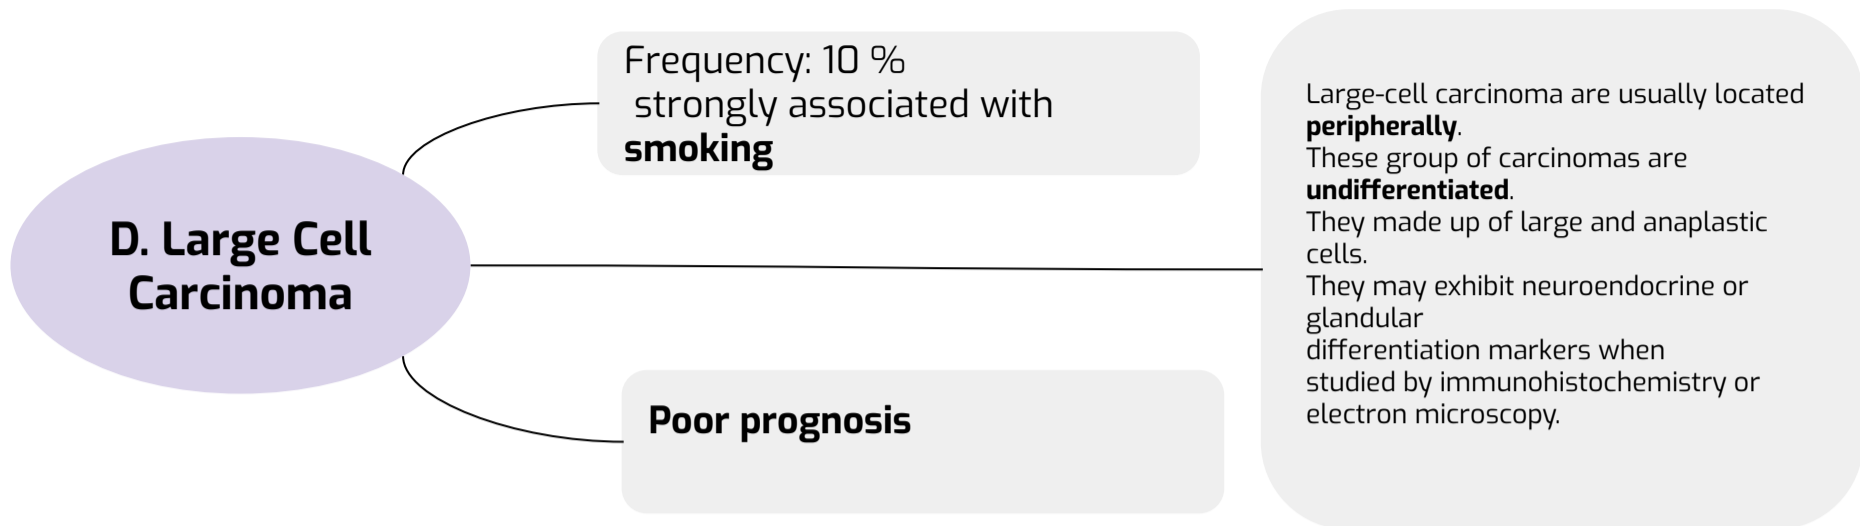 D. Large Cell
Carcinoma
Frequency: 10 %
strongly associated with
smoking
Poor prognosis
Large-cell carcinoma are usually located
peripherally.
These group of carcinomas are
undifferentiated.
They made up of large and anaplastic
cells.
They may exhibit neuroendocrine or
glandular
differentiation markers when
studied by immunohistochemistry or
electron microscopy.